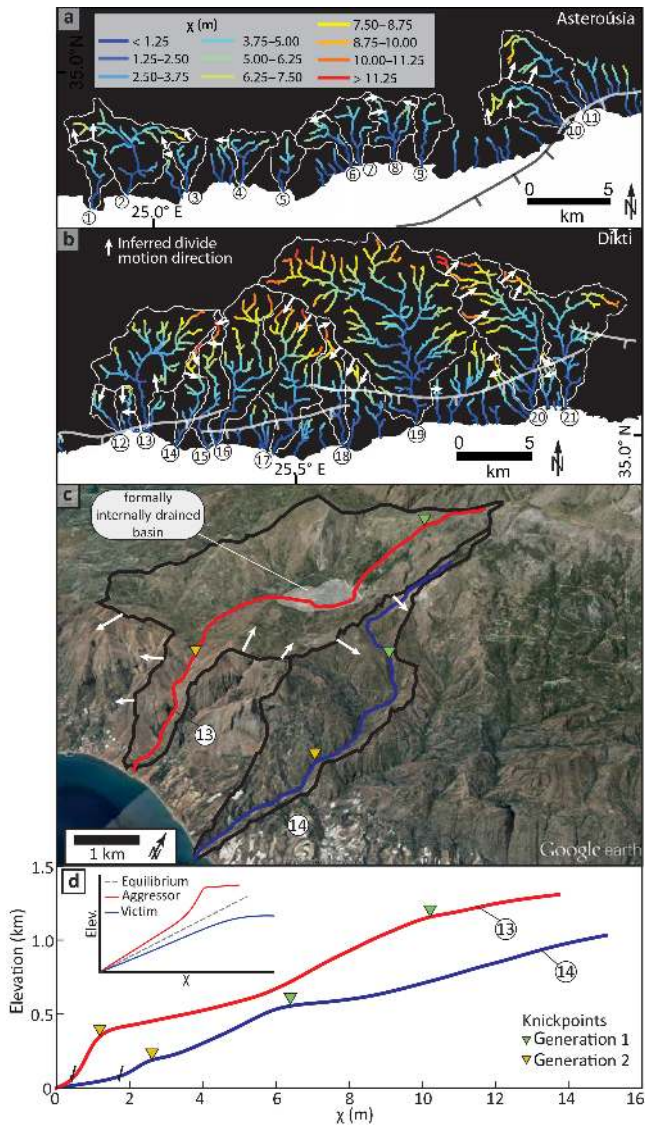 a
χ (m)
< 1.25
1.25–2.50
2.50–3.75
3.75–5.00
5.00–6.25
6.25–7.50
7.50–8.75
8.75–10.00
10.00–11.25
> 11.25
Asteroúsia
35.0° N
1
2
3
4
5
6
7
8
9
10
11
25.0° E
5
km
N
b
Inferred divide
motion direction
Díkti
12
13
14
15
16
17
18
19
20
21
25.5° E
0
5
km
N
35.0° N
c
formally
internally drained
basin
13
14
1 km
N
Google earth
d
1.5
1.0
0.5
0
Elevation (km)
Equilibrium
Aggressor
Victim
Elev.
χ
13
14
Knickpoints
Generation 1
Generation 2
0
2
4
6
8
10
12
14
16
χ (m)